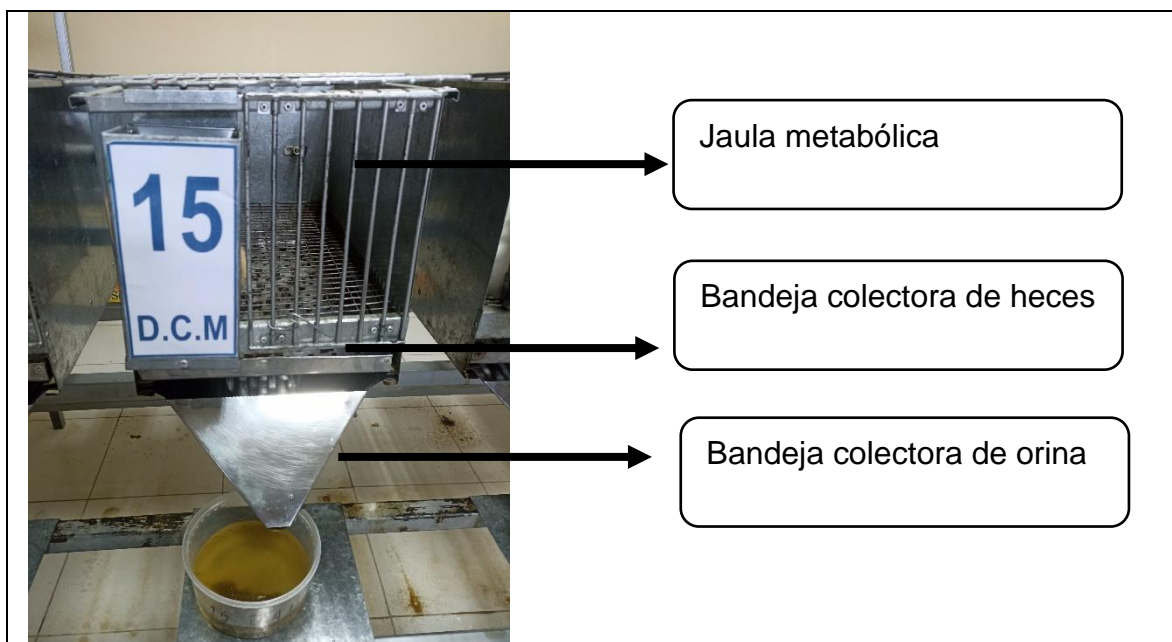 15
D.C.M
Jaula metabólica
Bandeja colectora de heces
Bandeja colectora de orina